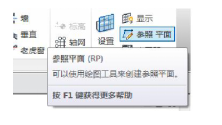 墙
垂直
老虎窗
标高
轴网
设置
显示
参照 平面
参照平面 (RP)
可以使用绘图工具来创建参照平面。
按 F1 键获得更多帮助